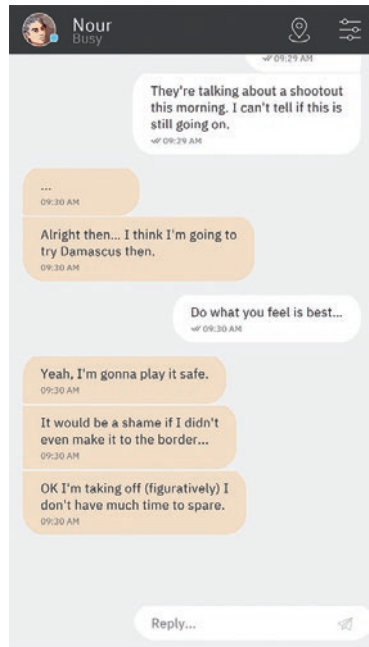 Nour
Busy
09:29 AM
They're talking about a shootout
this morning. I can't tell if this is
still going on.
09:29 AM
...
09:30 AM
Alright then... I think I'm going to
try Damascus then.
09:30 AM
Do what you feel is best...
09:30 AM
Yeah, I'm gonna play it safe.
09:30 AM
It would be a shame if I didn't
even make it to the border...
09:30 AM
OK I'm taking off (figuratively) I
don't have much time to spare.
09:30 AM
Reply...